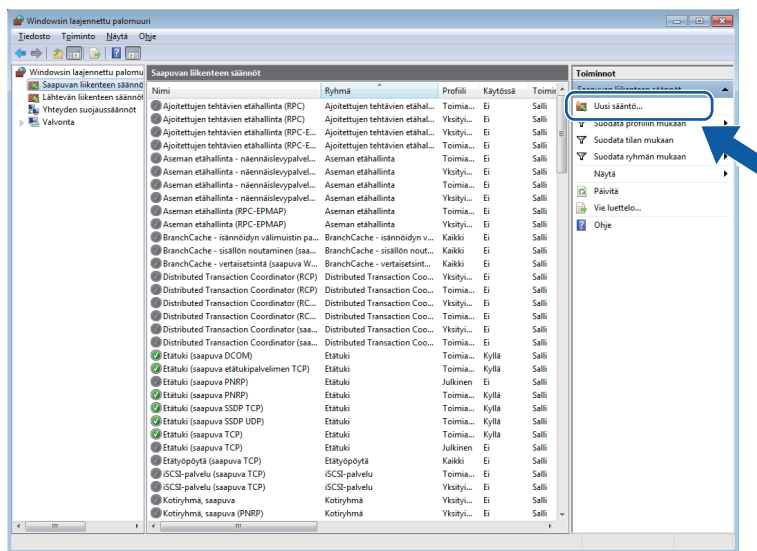 Windowsin laajennettu palomuuri
Tiedosto Toiminto Näytä Ohje
Windowsin laajennettu palomu
Saapuvan liikenteen säännö
Lähtevän liikenteen säännöt
Yhteyden suojaussäännöt
Valvonta
Saapuvan liikenteen säännöt
Nimi Ryhmä Profiili Käytössä Toimin
Ajoitettujen tehtävien etähallinta (RPC) Ajoitettujen tehtävien etähal... Toimia... Ei Salli
Ajoitettujen tehtävien etähallinta (RPC) Ajoitettujen tehtävien etähal... Yksityi... Ei Salli
Ajoitettujen tehtävien etähallinta (RPC-E... Ajoitettujen tehtävien etähal... Yksityi... Ei Salli
Ajoitettujen tehtävien etähallinta (RPC-E... Ajoitettujen tehtävien etähal... Toimia... Ei Salli
Aseman etähallinta - näennäislevypalvel... Aseman etähallinta Toimia... Ei Salli
Aseman etähallinta - näennäislevypalvel... Aseman etähallinta Yksityi... Ei Salli
Aseman etähallinta - näennäislevypalvel... Aseman etähallinta Toimia... Ei Salli
Aseman etähallinta - näennäislevypalvel... Aseman etähallinta Yksityi... Ei Salli
Aseman etähallinta (RPC-EPMAP) Aseman etähallinta Toimia... Ei Salli
Aseman etähallinta (RPC-EPMAP) Aseman etähallinta Yksityi... Ei Salli
BranchCache - isännöidyn välimuistin pa... BranchCache - isännöidyn v... Kaikki Ei Salli
BranchCache - sisällön noutaminen (saa... BranchCache - sisällön nout... Kaikki Ei Salli
BranchCache - vertaisetsintä (saapuva W... BranchCache - vertaisetsint... Kaikki Ei Salli
Distributed Transaction Coordinator (RCP) Distributed Transaction Coo... Yksityi... Ei Salli
Distributed Transaction Coordinator (RCP) Distributed Transaction Coo... Toimia... Ei Salli
Distributed Transaction Coordinator (RC... Distributed Transaction Coo... Toimia... Ei Salli
Distributed Transaction Coordinator (RC... Distributed Transaction Coo... Yksityi... Ei Salli
Distributed Transaction Coordinator (saa... Distributed Transaction Coo... Yksityi... Ei Salli
Distributed Transaction Coordinator (saa... Distributed Transaction Coo... Toimia... Ei Salli
Etätuki (saapuva DCOM) Etätuki Toimia... Kyllä Salli
Etätuki (saapuva etätukipalvelimen TCP) Etätuki Toimia... Kyllä Salli
Etätuki (saapuva PNRP) Etätuki Julkinen Ei Salli
Etätuki (saapuva PNRP) Etätuki Toimia... Kyllä Salli
Etätuki (saapuva SSDP TCP) Etätuki Toimia... Kyllä Salli
Etätuki (saapuva SSDP UDP) Etätuki Toimia... Kyllä Salli
Etätuki (saapuva TCP) Etätuki Toimia... Kyllä Salli
Etätuki (saapuva TCP) Etätuki Julkinen Ei Salli
Etätyöpöytä (saapuva TCP) Etätyöpöytä Kaikki Ei Salli
iSCSI-palvelu (saapuva TCP) iSCSI-palvelu Toimia... Ei Salli
iSCSI-palvelu (saapuva TCP) iSCSI-palvelu Yksityi... Ei Salli
Kotiryhmä, saapuva Kotiryhmä Yksityi... Ei Salli
Kotiryhmä, saapuva (PNRP) Kotiryhmä Yksityi... Ei Salli
Toiminnot
Saapuvan liikenteen säännöt
Uusi sääntö...
Suodata profiilin mukaan
Suodata tilan mukaan
Suodata ryhmän mukaan
Näytä
Päivitä
Vie luettelo...
Ohje